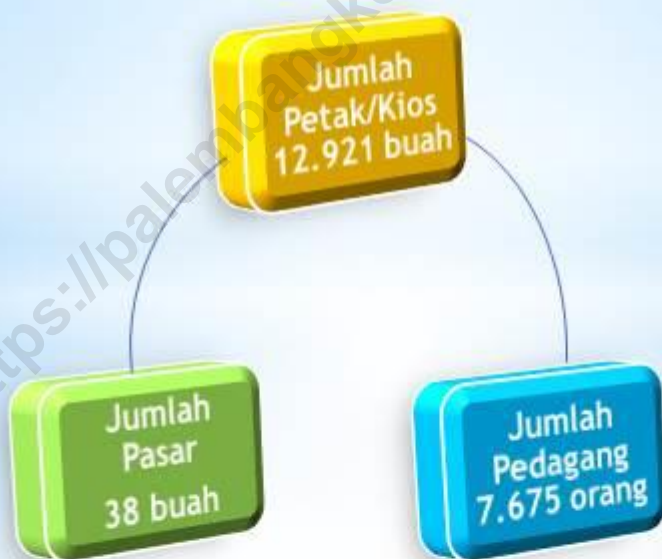 Jumlah
Petak/Kios
12.921 buah
Jumlah
Pasar
38 buah
Jumlah
Pedagang
7.675 orang